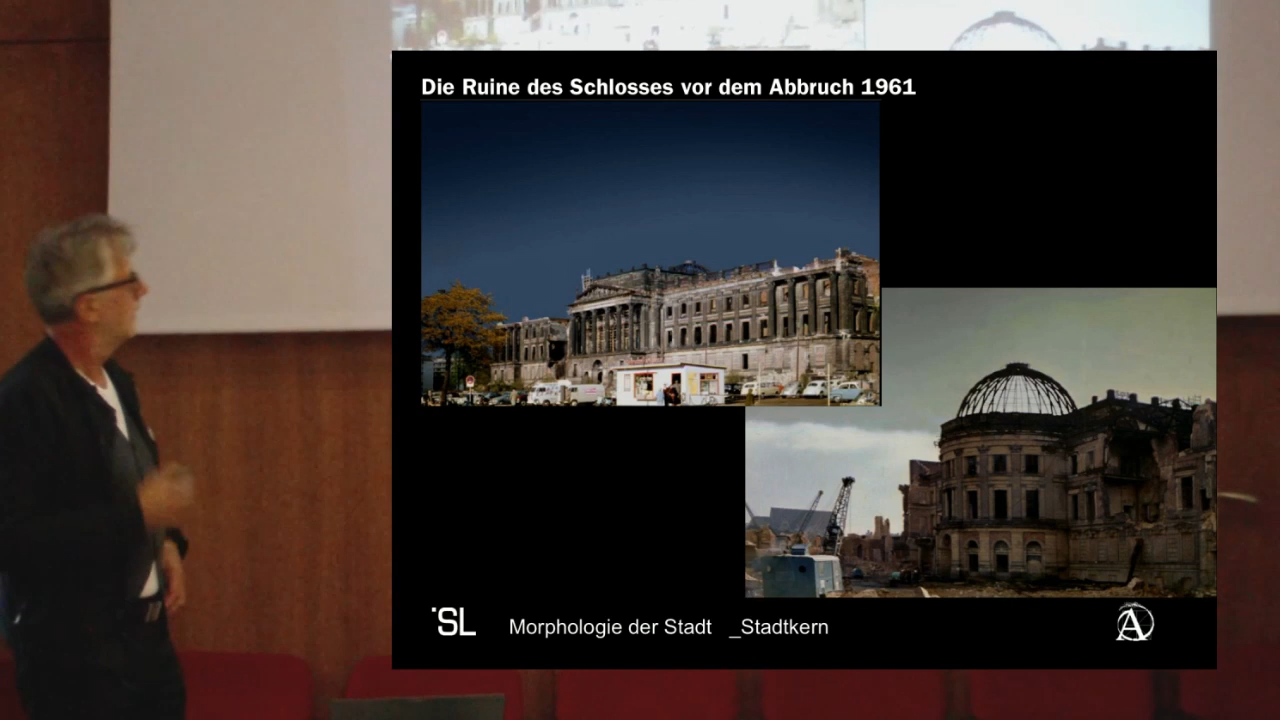 Die Ruine des Schlosses vor dem Abbruch 1961
SL
Morphologie der Stadt _Stadtkern
A